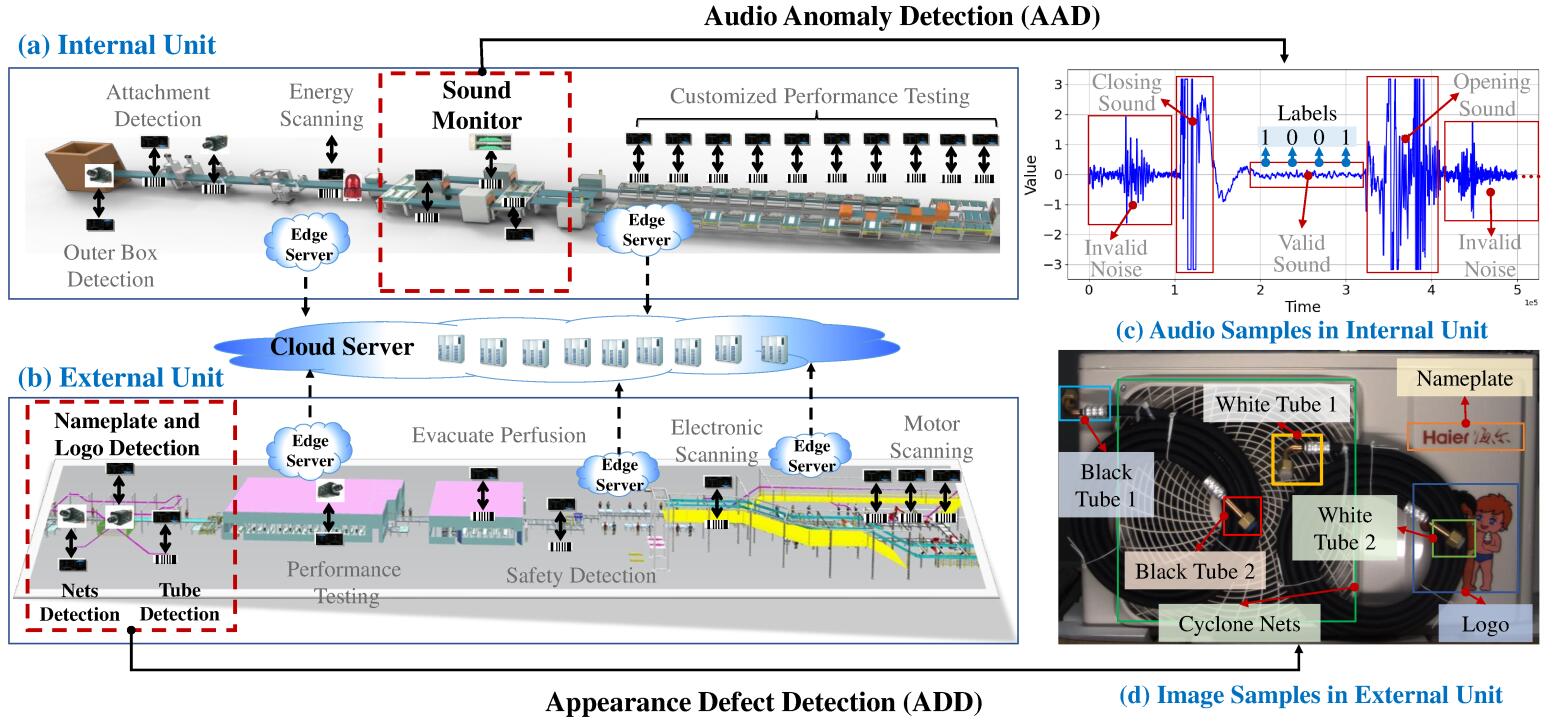 Audio Anomaly Detection (AAD)
(a) Internal Unit
Attachment
Detection
Energy
Scanning
Sound
Monitor
Customized Performance Testing
Outer Box
Detection
Edge
Server
Edge
Server
Closing
Sound
Opening
Sound
Labels
1 0 0 1
Invalid
Noise
Valid
Sound
Invalid
Noise
Value
3
2
1
0
−1
−2
−3
0
1
2
3
4
5
1e5
Time
(c) Audio Samples in Internal Unit
Cloud Server
(b) External Unit
Nameplate and
Logo Detection
Edge
Server
Evacuate Perfusion
Edge
Server
Electronic
Scanning
Edge
Server
Motor
Scanning
Nets
Detection
Tube
Detection
Performance
Testing
Safety Detection
Nameplate
White Tube 1
Haier 海尔
Black
Tube 1
White
Tube 2
Black Tube 2
Cyclone Nets
Logo
(d) Image Samples in External Unit
Appearance Defect Detection (ADD)